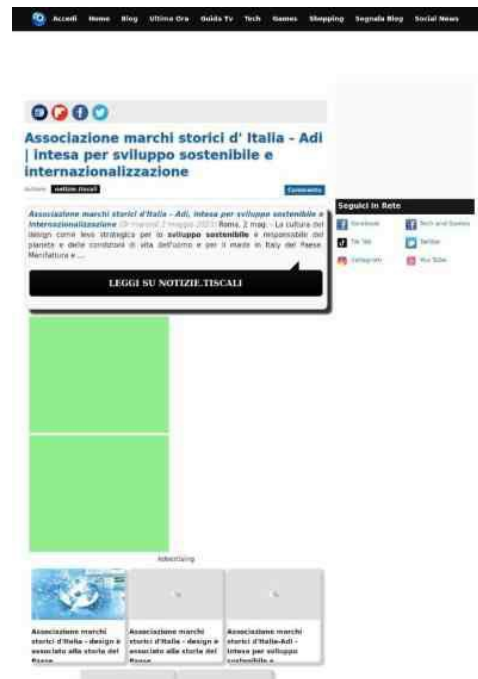 Accedi Home Blog Ultima Ora Guida Tv Tech Games Shopping Segnala Blog Social News
Associazione marchi storici d' Italia - Adi
| intesa per sviluppo sostenibile e
internazionalizzazione
notizie.tiscali Commenta
Associazione marchi storici d'Italia - Adi, intesa per sviluppo sostenibile e
internazionalizzazione (Di martedì 2 maggio 2023) Roma, 2 mag. - La cultura del
design come leva strategica per lo sviluppo sostenibile e responsabile del
pianeta e delle condizioni di vita dell'uomo e per il made in Italy del Paese.
Manifattura e ...
LEGGI SU NOTIZIE.TISCALI
Seguici in Rete
Facebook Tech and Games
Tik Tok Twitter
Instagram You Tube
Advertising
Associazione marchi
storici d'Italia - design è
associato alla storia del
Paese
Associazione marchi
storici d'Italia - design è
associato alla storia del
Paese
Associazione marchi
storici d'Italia-Adi -
intesa per sviluppo
sostenibile e